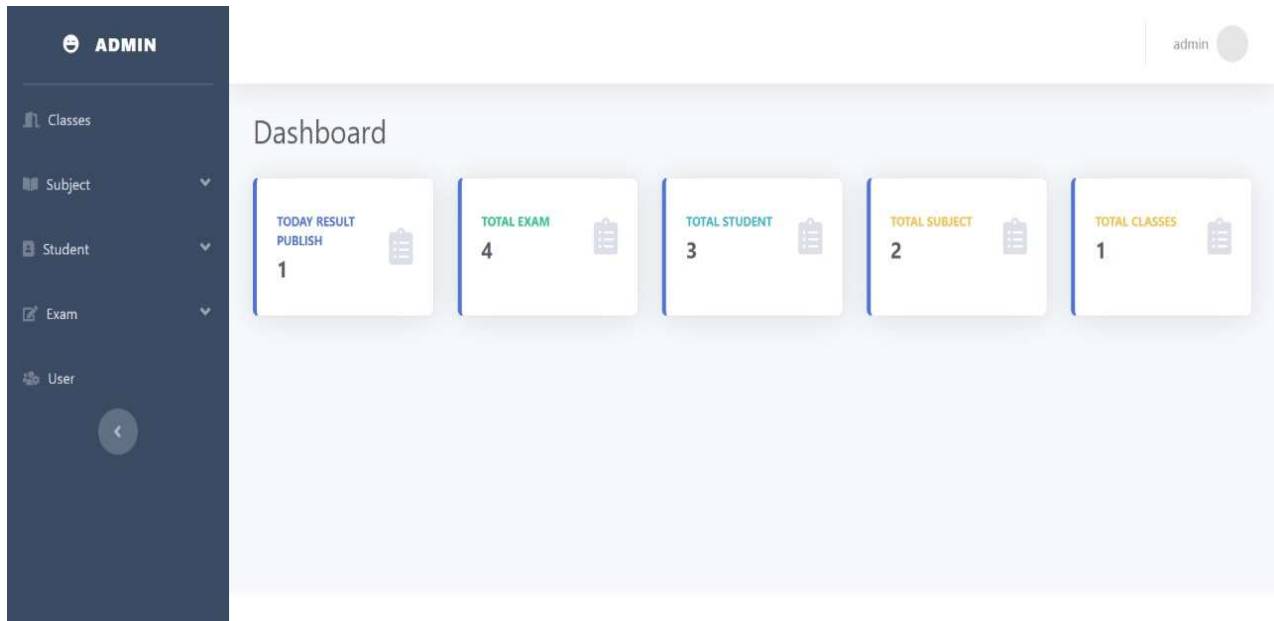 ADMIN
admin
Classes
Subject
Student
Exam
User
Dashboard
TODAY RESULT
PUBLISH
1
TOTAL EXAM
4
TOTAL STUDENT
3
TOTAL SUBJECT
2
TOTAL CLASSES
1